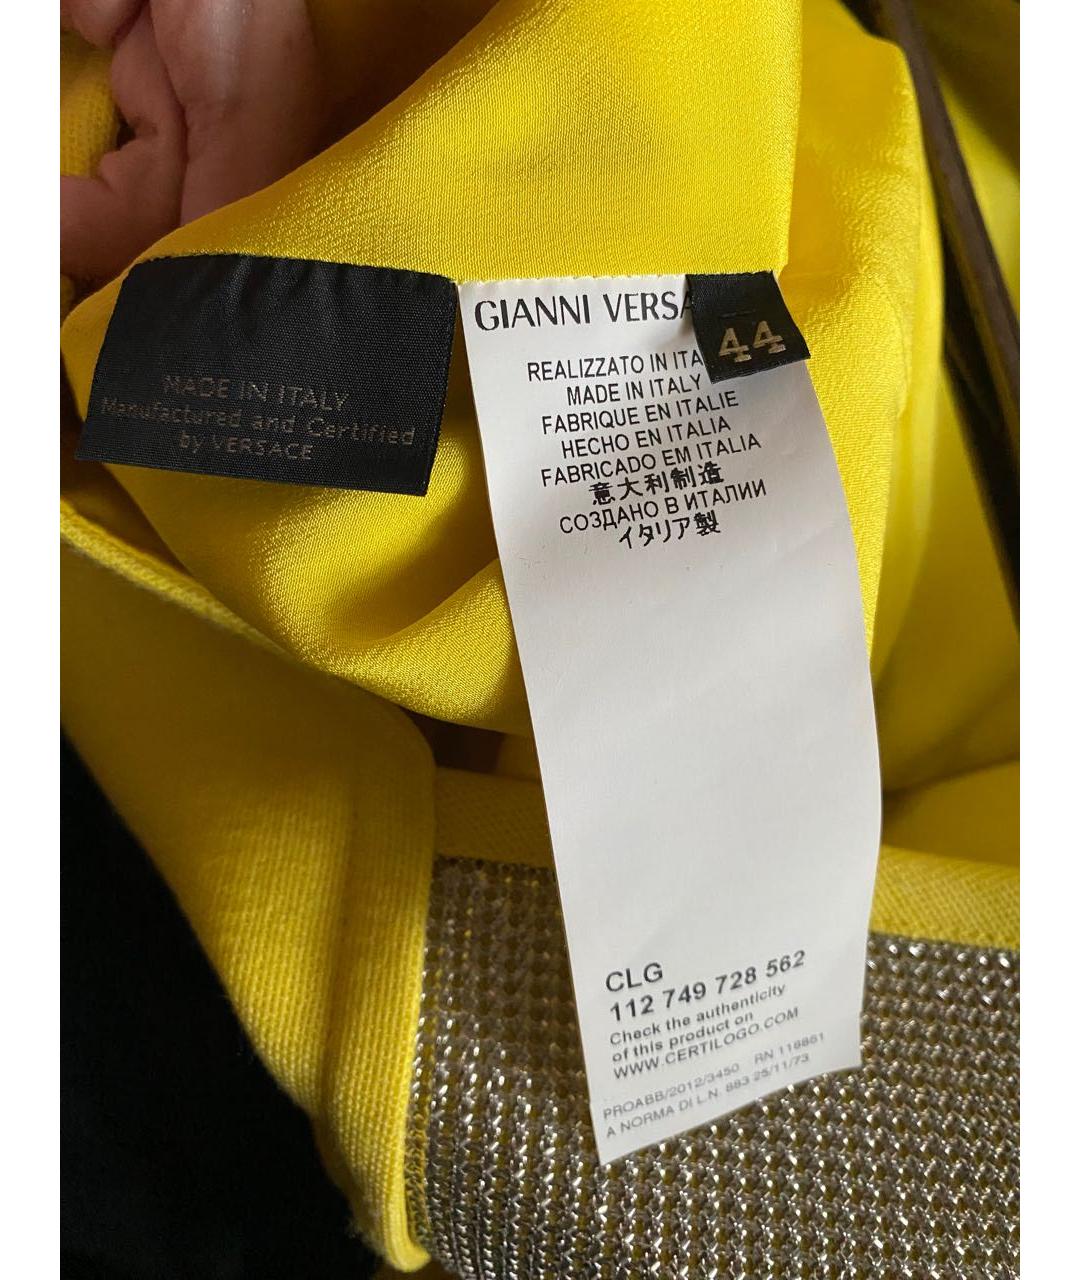 MADE IN ITALY
Manufactured and Certified
by VERSACE
GIANNI VERSA
44
REALIZZATO IN ITA
MADE IN ITALY
FABRIQUE EN ITALIE
HECHO EN ITALIA
FABRICADO EM ITALIA
意大利制造
СОЗДАНО В ИТАЛИИ
イタリア製
CLG
112 749 728 562
Check the authenticity
of this product on
WWW.CERTILOGO.COM
PROABB/2012/3450 RN 116861
A NORMA DI L.N. 883 25/11/73